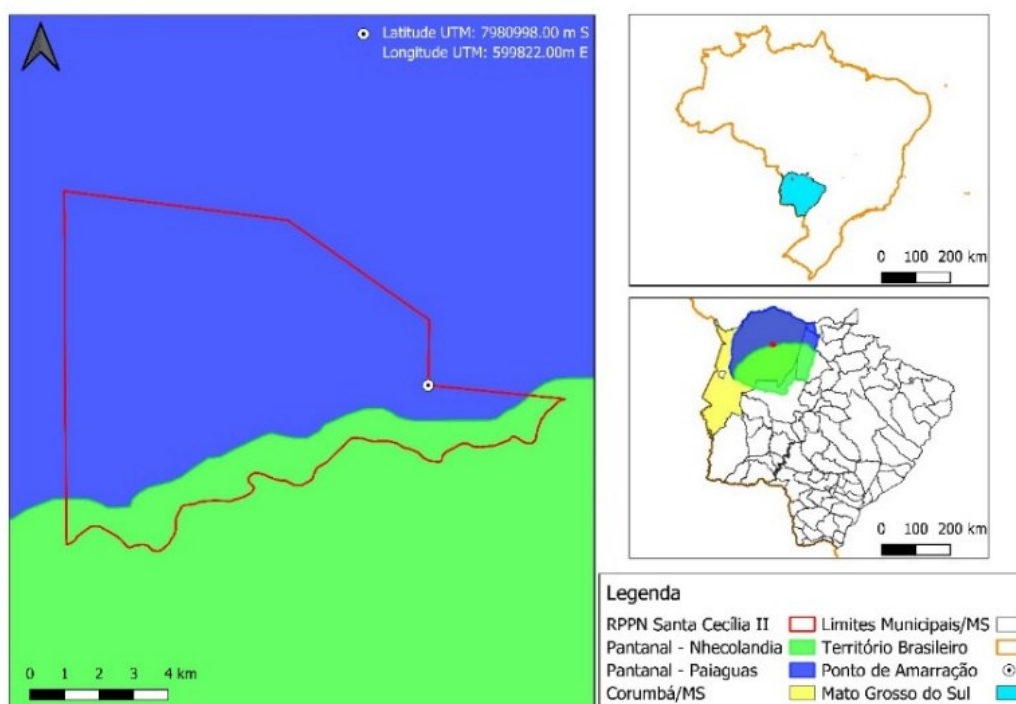 Latitude UTM: 7980998.00 m S
Longitude UTM: 599822.00m E
0 1 2 3 4 km
0 100 200 km
0 100 200 km
Legenda
RPPN Santa Cecília II Limites Municipais/MS
Pantanal - Nhecolandia Território Brasileiro
Pantanal - Paiaguas Ponto de Amarração
Corumbá/MS Mato Grosso do Sul